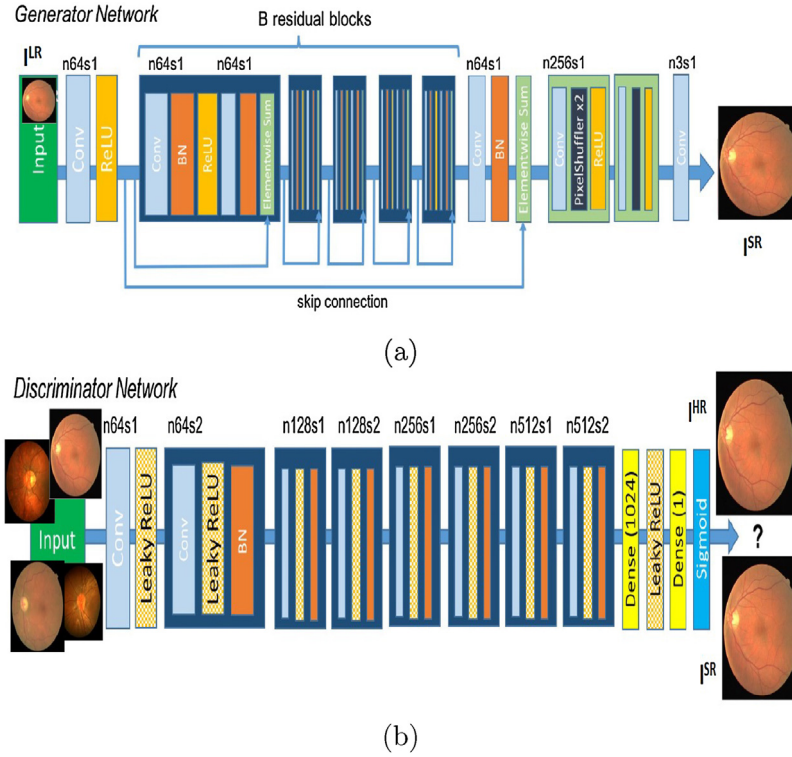 Generator Network
B residual blocks
I^LR
n64s1
n64s1
n64s1
n64s1
n256s1
n3s1
Input
Conv
ReLU
Conv
BN
ReLU
Elementwise Sum
Conv
BN
Elementwise Sum
Conv
PixelShuffler x2
ReLU
Conv
I^SR
skip connection
(a)
Discriminator Network
n64s1
n64s2
n128s1
n128s2
n256s1
n256s2
n512s1
n512s2
I^HR
Input
Conv
Leaky ReLU
Conv
Leaky ReLU
BN
Dense (1024)
Leaky ReLU
Dense (1)
Sigmoid
?
I^SR
(b)